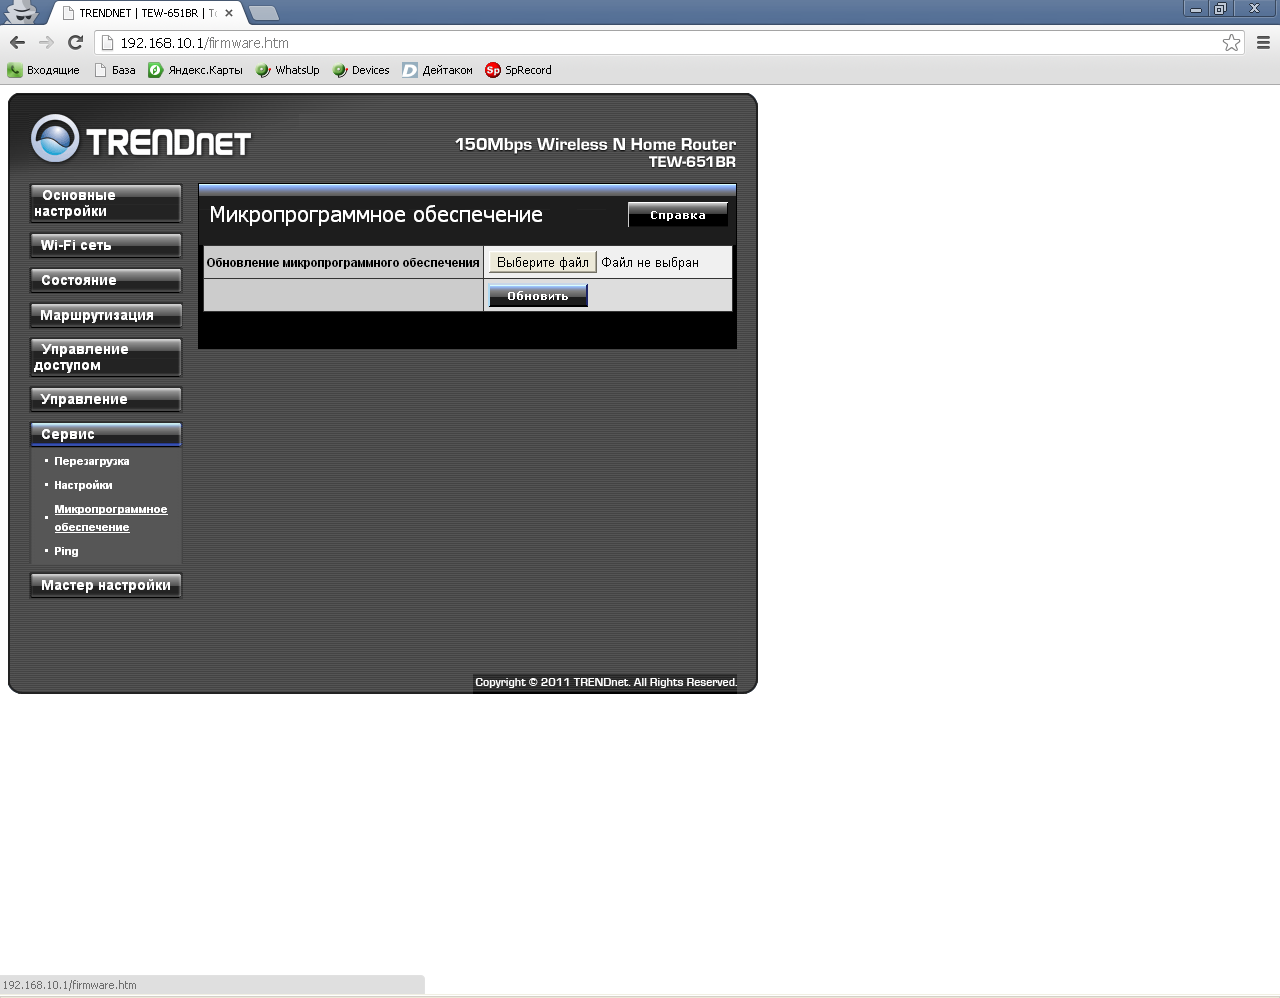 TRENDNET | TEW-651BR | To
192.168.10.1/firmware.htm
Входящие База Яндекс.Карты WhatsUp Devices Дейтаком SpRecord
TRENDNET
150Mbps Wireless N Home Router
TEW-651BR
Основные
настройки
Wi-Fi сеть
Состояние
Маршрутизация
Управление
доступом
Управление
Сервис
Перезагрузка
Настройки
Микропрограммное
обеспечение
Ping
Мастер настройки
Микропрограммное обеспечение
Справка
Обновление микропрограммного обеспечения Выберите файл Файл не выбран
Обновить
Copyright © 2011 TRENDnet. All Rights Reserved.
192.168.10.1/firmware.htm